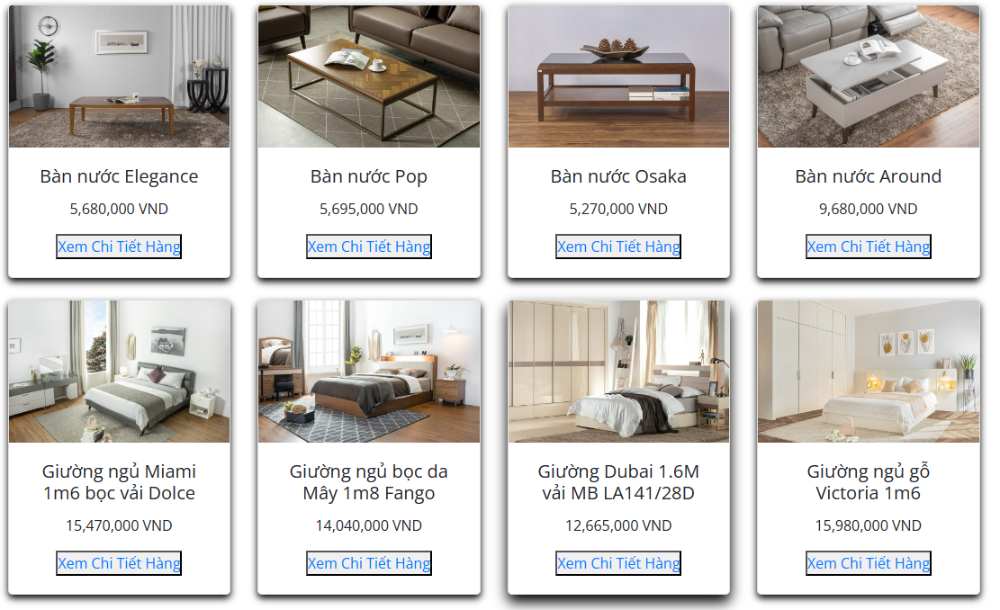 Bàn nước Elegance
5,680,000 VND
Xem Chi Tiết Hàng
Bàn nước Pop
5,695,000 VND
Xem Chi Tiết Hàng
Bàn nước Osaka
5,270,000 VND
Xem Chi Tiết Hàng
Bàn nước Around
9,680,000 VND
Xem Chi Tiết Hàng
Giường ngủ Miami
1m6 bọc vải Dolce
15,470,000 VND
Xem Chi Tiết Hàng
Giường ngủ bọc da
Mây 1m8 Fango
14,040,000 VND
Xem Chi Tiết Hàng
Giường Dubai 1.6M
vải MB LA141/28D
12,665,000 VND
Xem Chi Tiết Hàng
Giường ngủ gỗ
Victoria 1m6
15,980,000 VND
Xem Chi Tiết Hàng